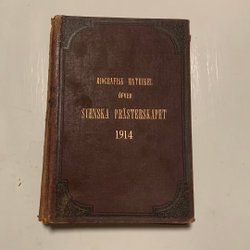 BIOGRAFISK MATRIKEL
ÖFVER
SVENSKA PRÄSTERSKAPET
1914